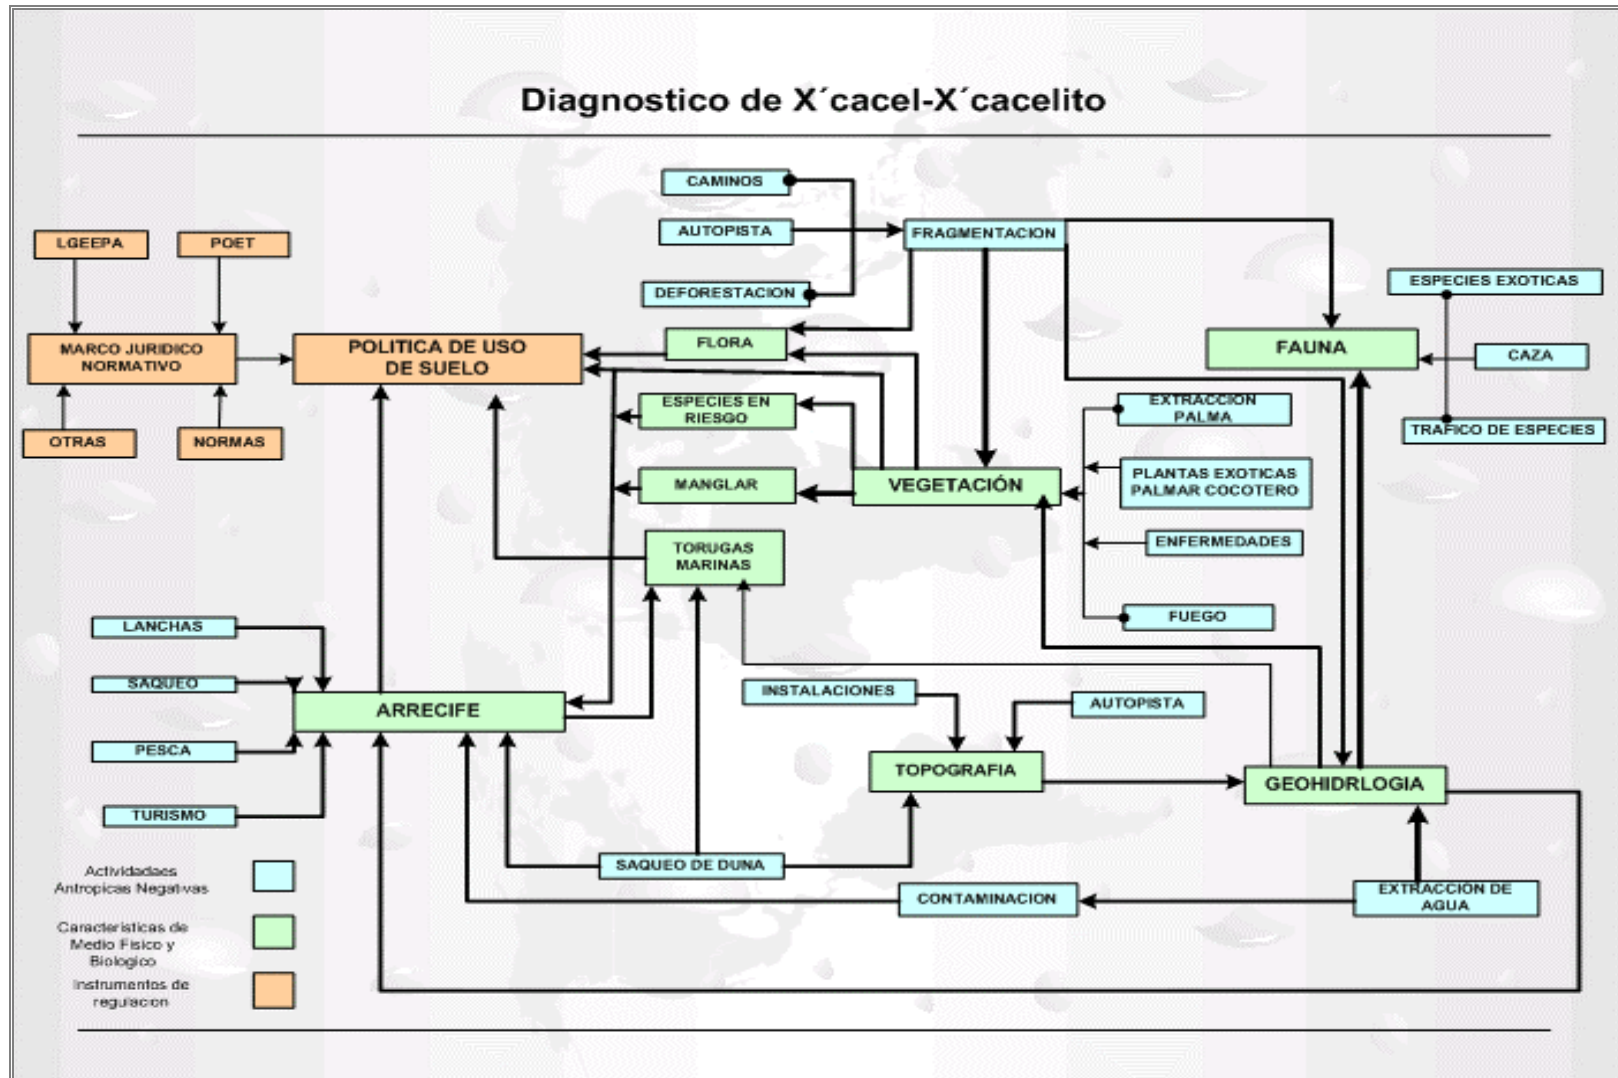 Diagnostico de X´cacel-X´cacelito
CAMINOS
AUTOPISTA
DEFORESTACION
FRAGMENTACION
LGEEPA
POET
MARCO JURIDICO
NORMATIVO
OTRAS
NORMAS
POLITICA DE USO
DE SUELO
FLORA
FAUNA
ESPECIES EXOTICAS
CAZA
TRAFICO DE ESPECIES
ESPECIES EN
RIESGO
MANGLAR
VEGETACIÓN
EXTRACCION
PALMA
PLANTAS EXOTICAS
PALMAR COCOTERO
ENFERMEDADES
FUEGO
TORUGAS
MARINAS
LANCHAS
SAQUEO
PESCA
TURISMO
ARRECIFE
INSTALACIONES
AUTOPISTA
TOPOGRAFIA
GEOHIDRLOGIA
SAQUEO DE DUNA
CONTAMINACION
EXTRACCIÓN DE
AGUA
Actividadaes
Antropicas Negativas
Características de
Medio Fisico y
Biologico
Instrumentos de
regulacion